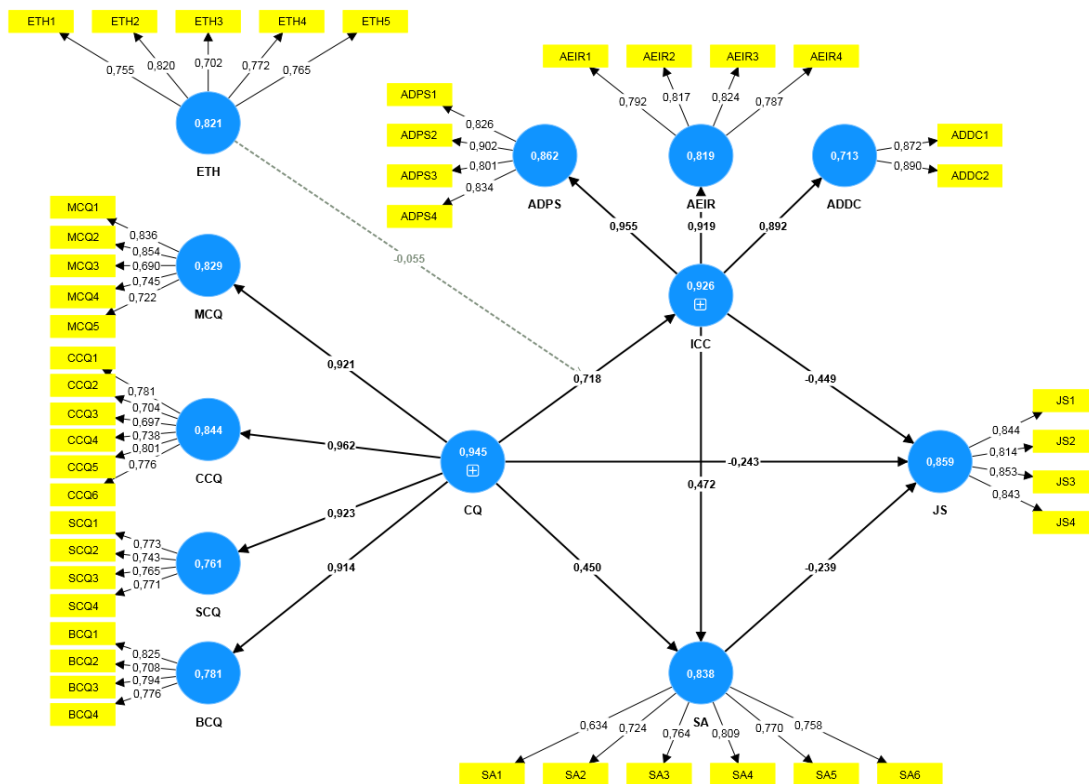 ETH1
ETH2
ETH3
ETH4
ETH5
0,755
0,820
0,702
0,772
0,765
0,821
ETH
AEIR1
AEIR2
AEIR3
AEIR4
0,792
0,817
0,824
0,787
0,819
AEIR
ADPS1
ADPS2
ADPS3
ADPS4
0,826
0,902
0,801
0,834
0,862
ADPS
0,713
ADDC
0,872
0,890
ADDC1
ADDC2
0,955
0,919
0,892
-0,055
MCQ1
MCQ2
MCQ3
MCQ4
MCQ5
0,836
0,854
0,690
0,745
0,722
0,829
MCQ
0,926
ICC
0,921
0,718
-0,449
CCQ1
CCQ2
CCQ3
CCQ4
CCQ5
CCQ6
0,781
0,704
0,697
0,738
0,801
0,776
0,844
CCQ
0,962
0,945
CQ
-0,243
0,472
0,859
JS
0,844
0,814
0,853
0,843
JS1
JS2
JS3
JS4
SCQ1
SCQ2
SCQ3
SCQ4
0,773
0,743
0,765
0,771
0,761
SCQ
0,923
0,914
0,450
-0,239
BCQ1
BCQ2
BCQ3
BCQ4
0,825
0,708
0,794
0,776
0,781
BCQ
0,838
SA
0,634
0,724
0,764
0,809
0,770
0,758
SA1
SA2
SA3
SA4
SA5
SA6